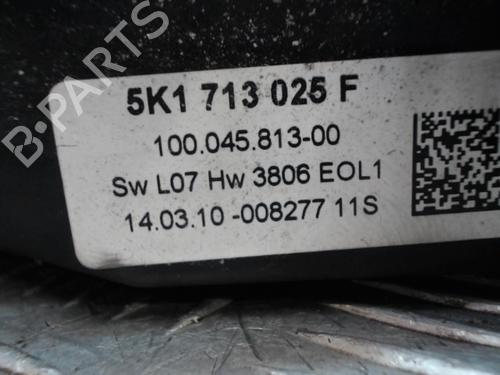 B-PARTS
5K1 713 025 F
100.045.813-00
Sw L07 Hw 3806 EOL1
14.03.10 -008277 11S